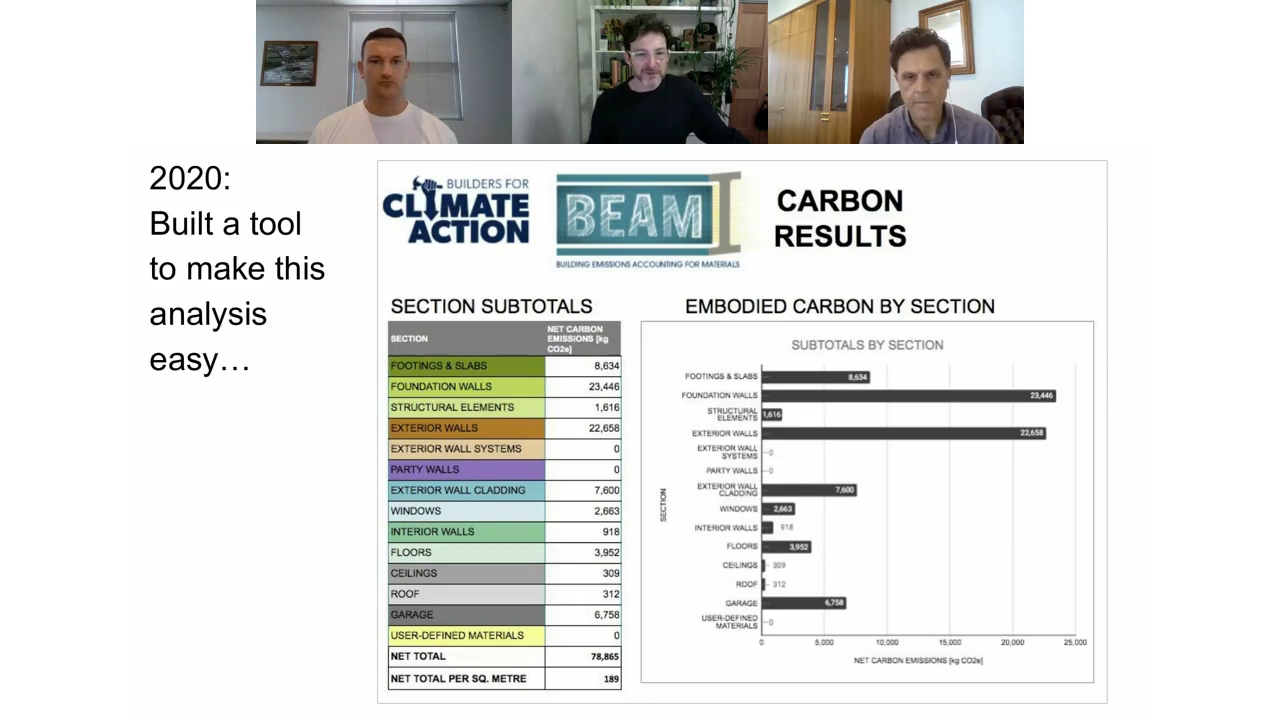 2020:
Built a tool
to make this
analysis
easy…
BUILDERS FOR
CLIMATE
ACTION
BEAM
BUILDING EMISSIONS ACCOUNTING FOR MATERIALS
CARBON
RESULTS
SECTION SUBTOTALS
SECTION NET CARBON
EMISSIONS [kg
CO2e]
FOOTINGS & SLABS 8,634
FOUNDATION WALLS 23,446
STRUCTURAL ELEMENTS 1,616
EXTERIOR WALLS 22,658
EXTERIOR WALL SYSTEMS 0
PARTY WALLS 0
EXTERIOR WALL CLADDING 7,600
WINDOWS 2,663
INTERIOR WALLS 918
FLOORS 3,952
CEILINGS 309
ROOF 312
GARAGE 6,758
USER-DEFINED MATERIALS 0
NET TOTAL 78,865
NET TOTAL PER SQ. METRE 189
EMBODIED CARBON BY SECTION
SUBTOTALS BY SECTION
SECTION
FOOTINGS & SLABS 8,634
FOUNDATION WALLS 23,446
STRUCTURAL
ELEMENTS 1,616
EXTERIOR WALLS 22,658
EXTERIOR WALL
SYSTEMS 0
PARTY WALLS 0
EXTERIOR WALL
CLADDING 7,600
WINDOWS 2,663
INTERIOR WALLS 918
FLOORS 3,952
CEILINGS 309
ROOF 312
GARAGE 6,758
USER-DEFINED
MATERIALS 0
0 5,000 10,000 15,000 20,000 25,000
NET CARBON EMISSIONS [kg CO2e]